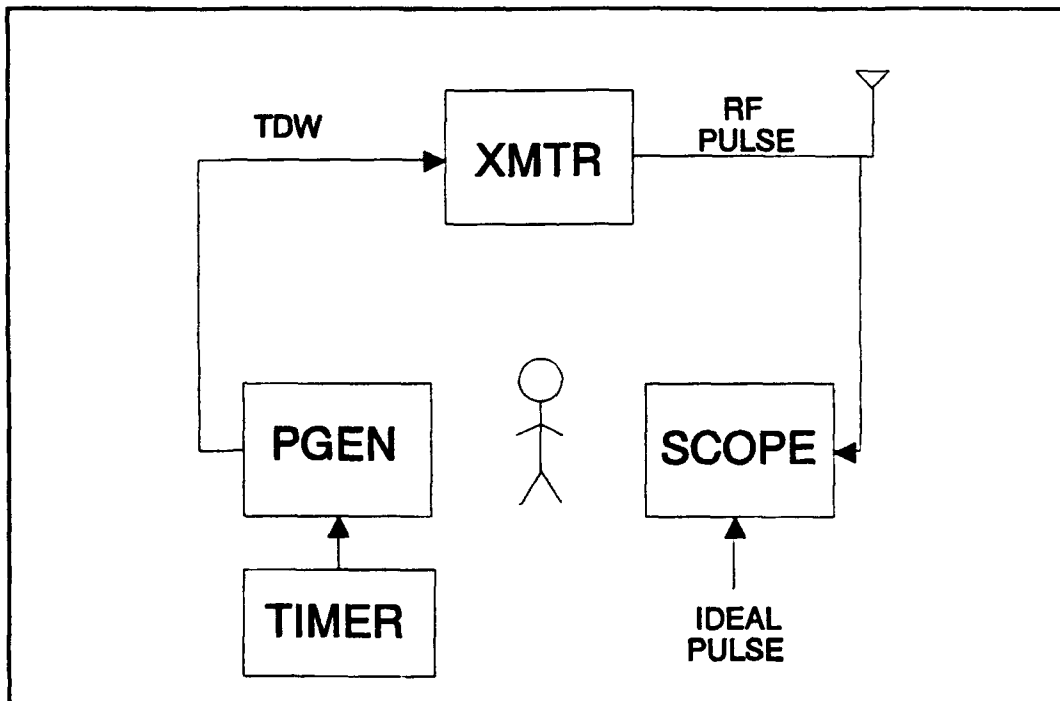 TDW
XMTR
RF
PULSE
PGEN
SCOPE
TIMER
IDEAL
PULSE